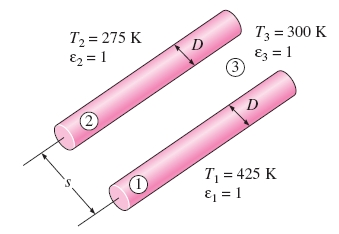 T₂ = 275 K
ε₂ = 1
D
T₃ = 300 K
ε₃ = 1
3
D
2
s
1
T₁ = 425 K
ε₁ = 1